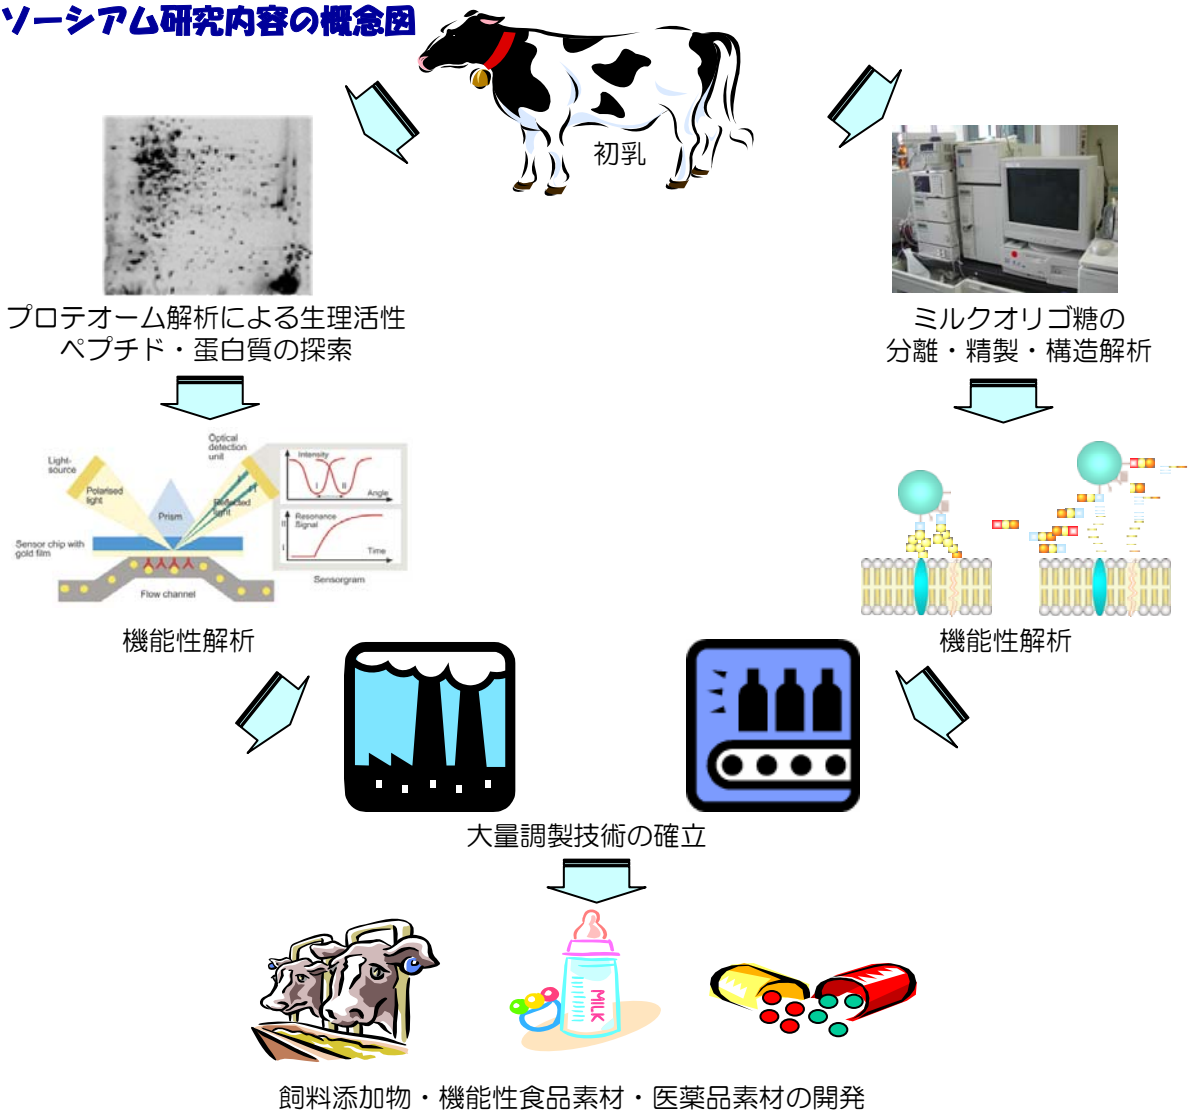 ソーシアム研究内容の概念図
初乳
プロテオーム解析による生理活性
ペプチド・蛋白質の探索
ミルクオリゴ糖の
分離・精製・構造解析
Optical
detection
unit
Light-
source
Polarised
light
Prism
Reflected
light
Intensity
I
II
Angle
Resonance
Signal
II
I
Time
Sensorgram
Sensor chip with
gold film
Flow channel
機能性解析
機能性解析
大量調製技術の確立
MILK
飼料添加物・機能性食品素材・医薬品素材の開発